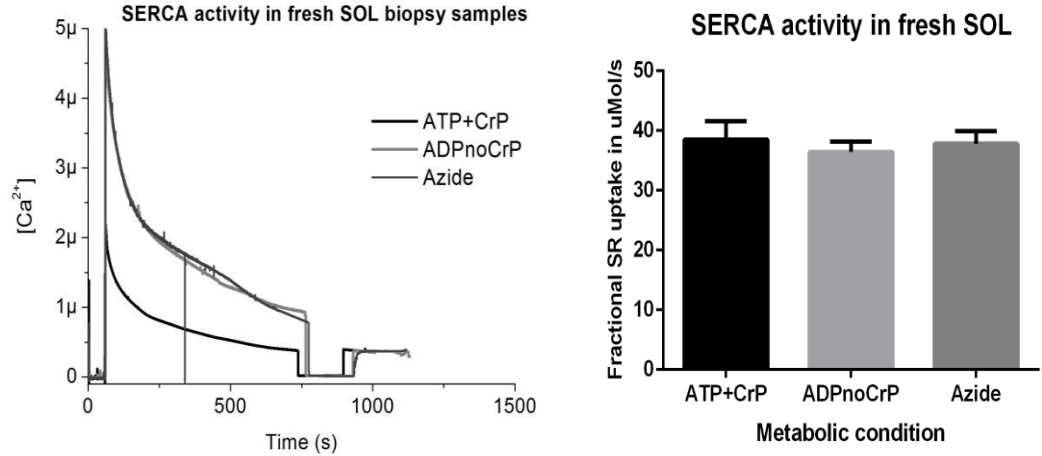 SERCA activity in fresh SOL biopsy samples
5µ
4µ
3µ
2µ
1µ
0
[Ca²⁺]
ATP+CrP
ADPnoCrP
Azide
0
500
1000
1500
Time (s)
SERCA activity in fresh SOL
Fractional SR uptake in uMol/s
50
40
30
20
10
0
ATP+CrP
ADPnoCrP
Azide
Metabolic condition